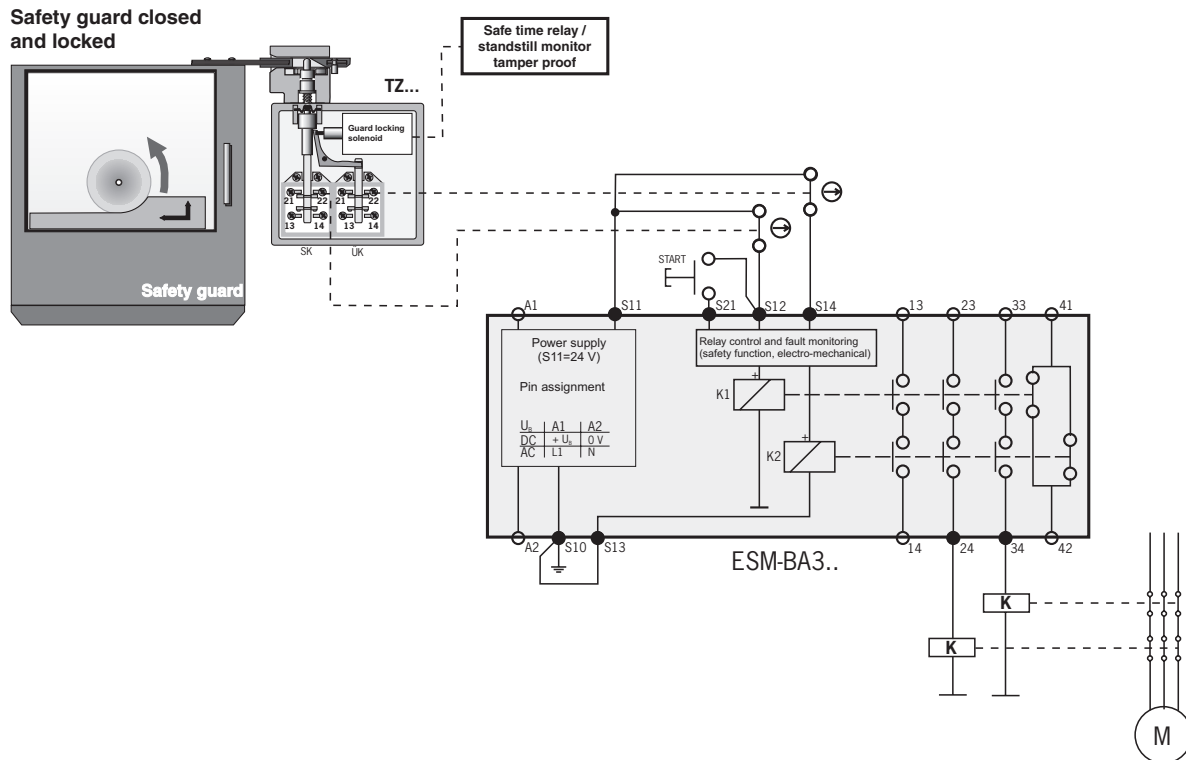 Safety guard closed
and locked
Safe time relay /
standstill monitor
tamper proof
TZ...
Guard locking
solenoid
21 22 21 22
13 14 13 14
SK ÜK
Safety guard
START
A1 S11 S21 S12 S14 13 23 33 41
Power supply
(S11=24 V)
Pin assignment
UB A1 A2
DC + UB 0 V
AC L1 N
Relay control and fault monitoring
(safety function, electro-mechanical)
+
K1
+
K2
A2 S10 S13 14 24 34 42
ESM-BA3..
K
K
M